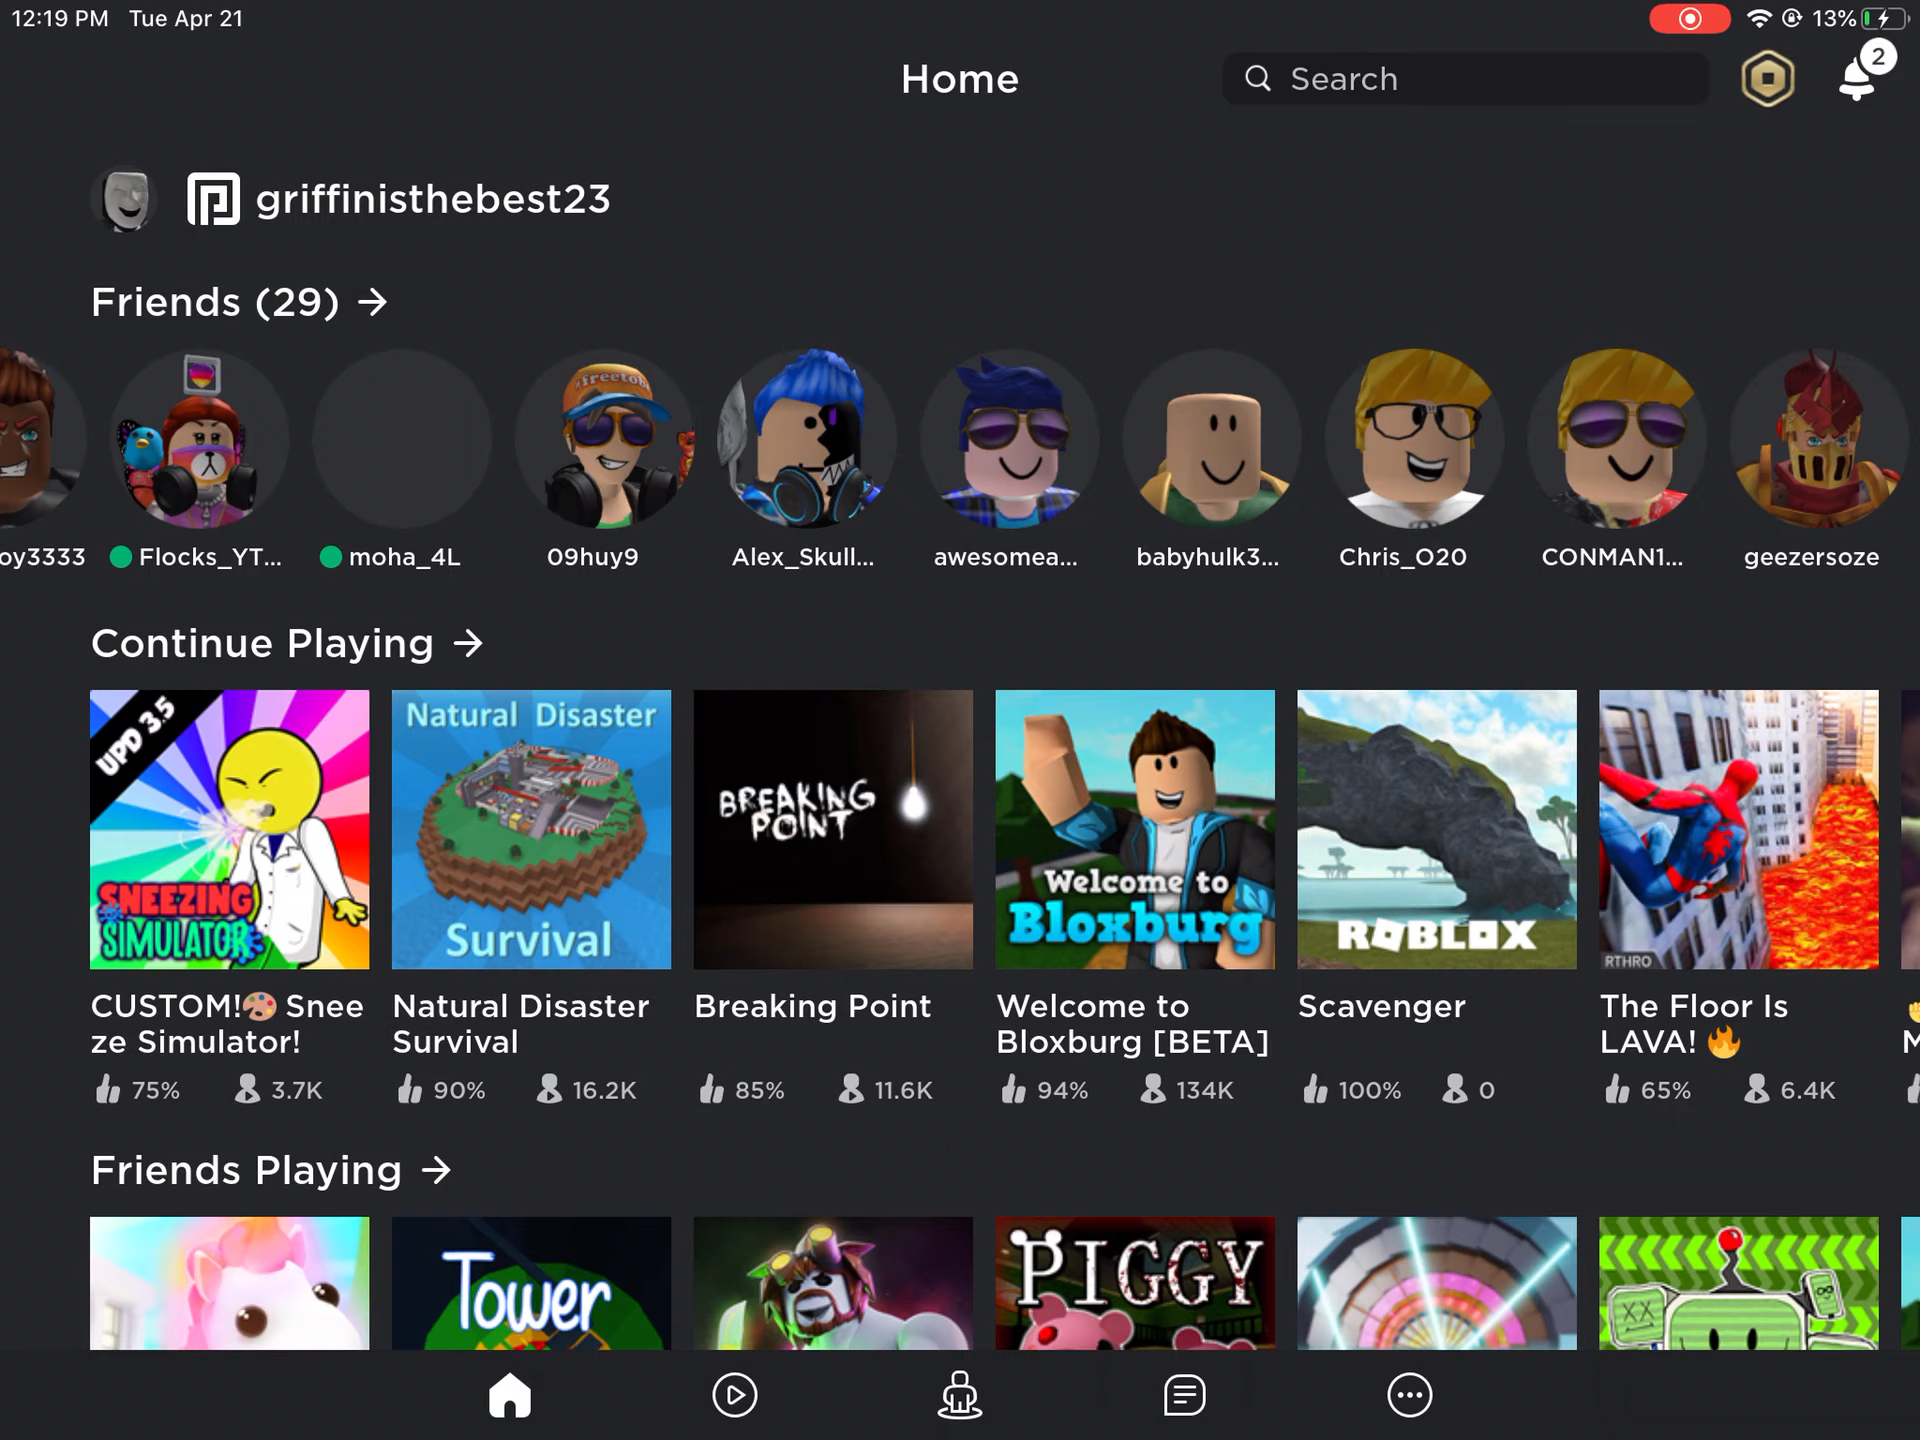 12:19 PM Tue Apr 21
13%
2
Home
Search
griffinisthebest23
Friends (29) →
#freetob
oy3333
Flocks_YT...
moha_4L
09huy9
Alex_Skull...
awesomea...
babyhulk3...
Chris_O20
CONMAN1...
geezersoze
Continue Playing →
UPD 3.5
SNEEZING
SIMULATOR
Natural Disaster
Survival
BREAKING
POINT
Welcome to
Bloxburg
ROBLOX
RTHRO
CUSTOM!🎨 Snee
ze Simulator!
75% 3.7K
Natural Disaster
Survival
90% 16.2K
Breaking Point
85% 11.6K
Welcome to
Bloxburg [BETA]
94% 134K
Scavenger
100% 0
The Floor Is
LAVA! 🔥
65% 6.4K
Friends Playing →
Tower
PIGGY